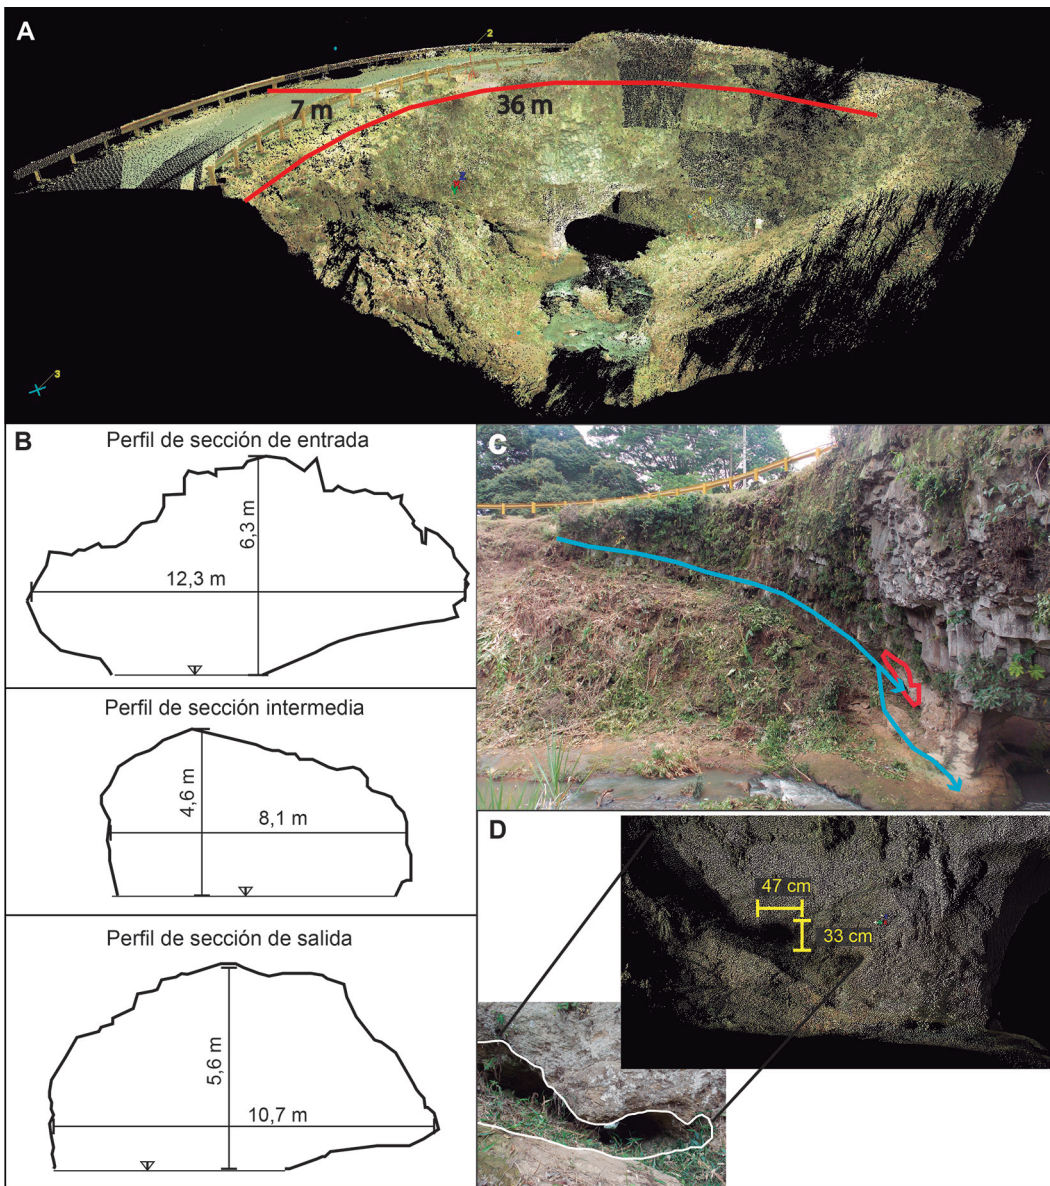 A
2
7 m
36 m
3
B
Perfil de sección de entrada
6,3 m
12,3 m
Perfil de sección intermedia
4,6 m
8,1 m
Perfil de sección de salida
5,6 m
10,7 m
C
D
47 cm
33 cm